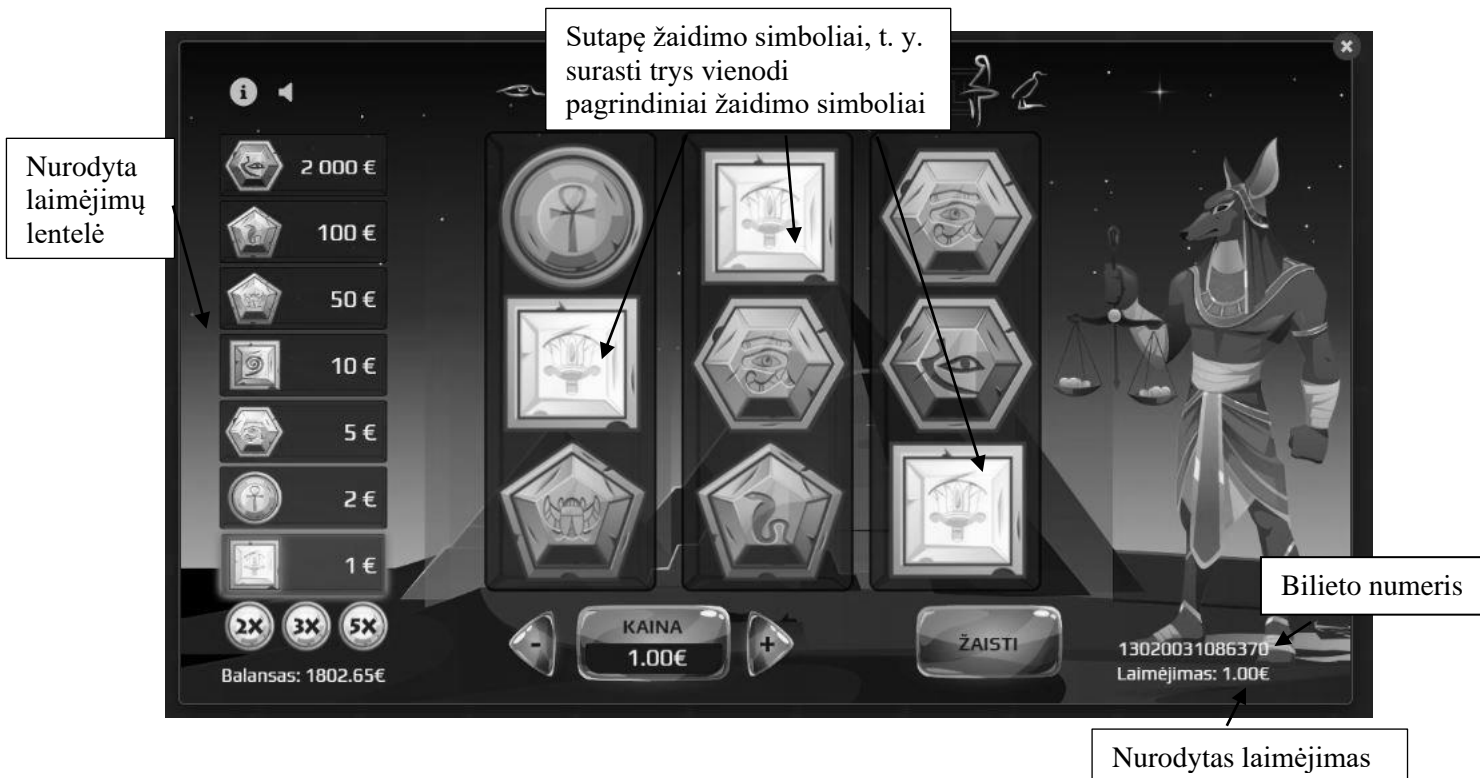 Sutapę žaidimo simboliai, t. y.
surasti trys vienodi
pagrindiniai žaidimo simboliai
Nurodyta
laimėjimų
lentelė
2 000 €
100 €
50 €
10 €
5 €
2 €
1 €
2X 3X 5X
Balansas: 1802.65€
-
KAINA
1.00€
+
ŽAISTI
Bilieto numeris
13020031086370
Laimėjimas: 1.00€
Nurodytas laimėjimas